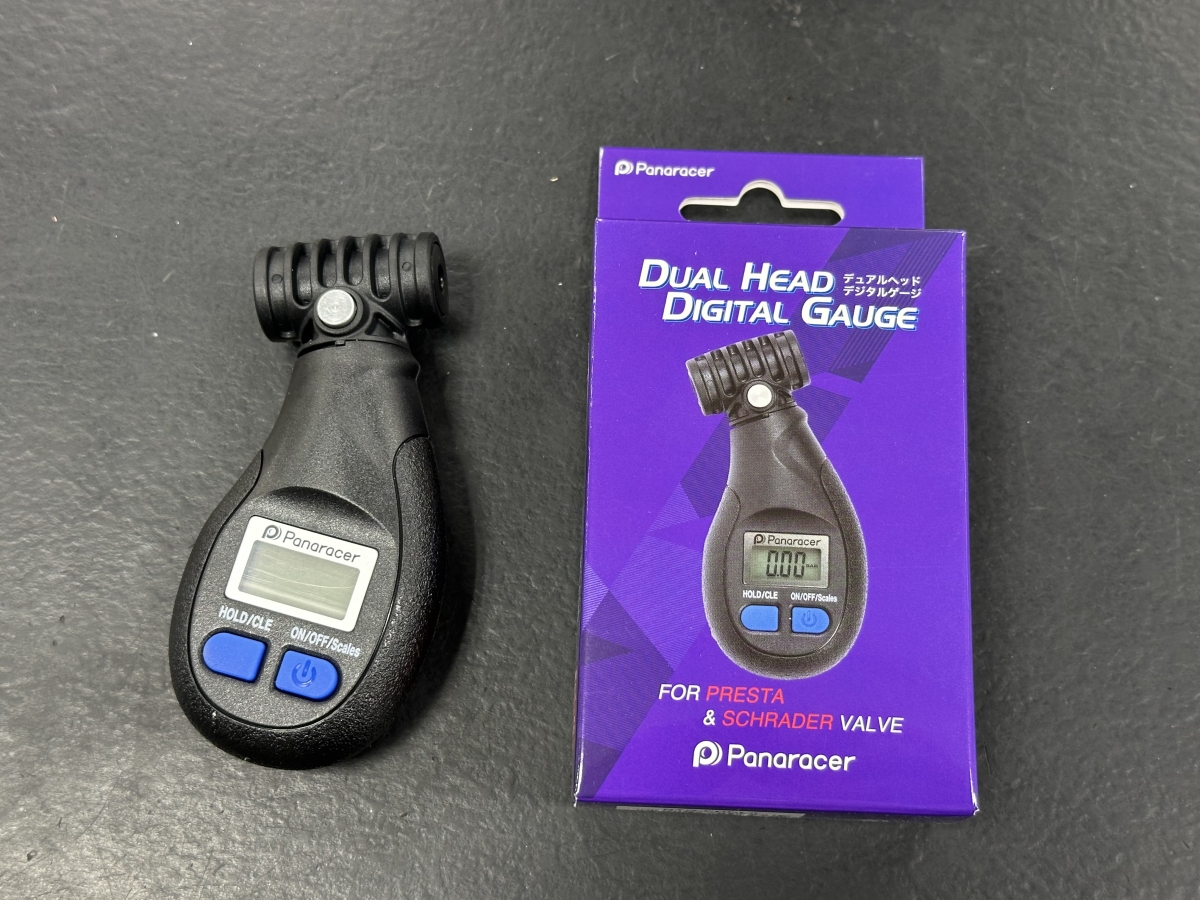 Panaracer
HOLD/CLE
ON/OFF/Scales
Panaracer
DUAL HEAD
DIGITAL GAUGE
デュアルヘッド
デジタルゲージ
Panaracer
0.00
HOLD/CLE
ON/OFF/Scales
FOR PRESTA
& SCHRADER VALVE
Panaracer